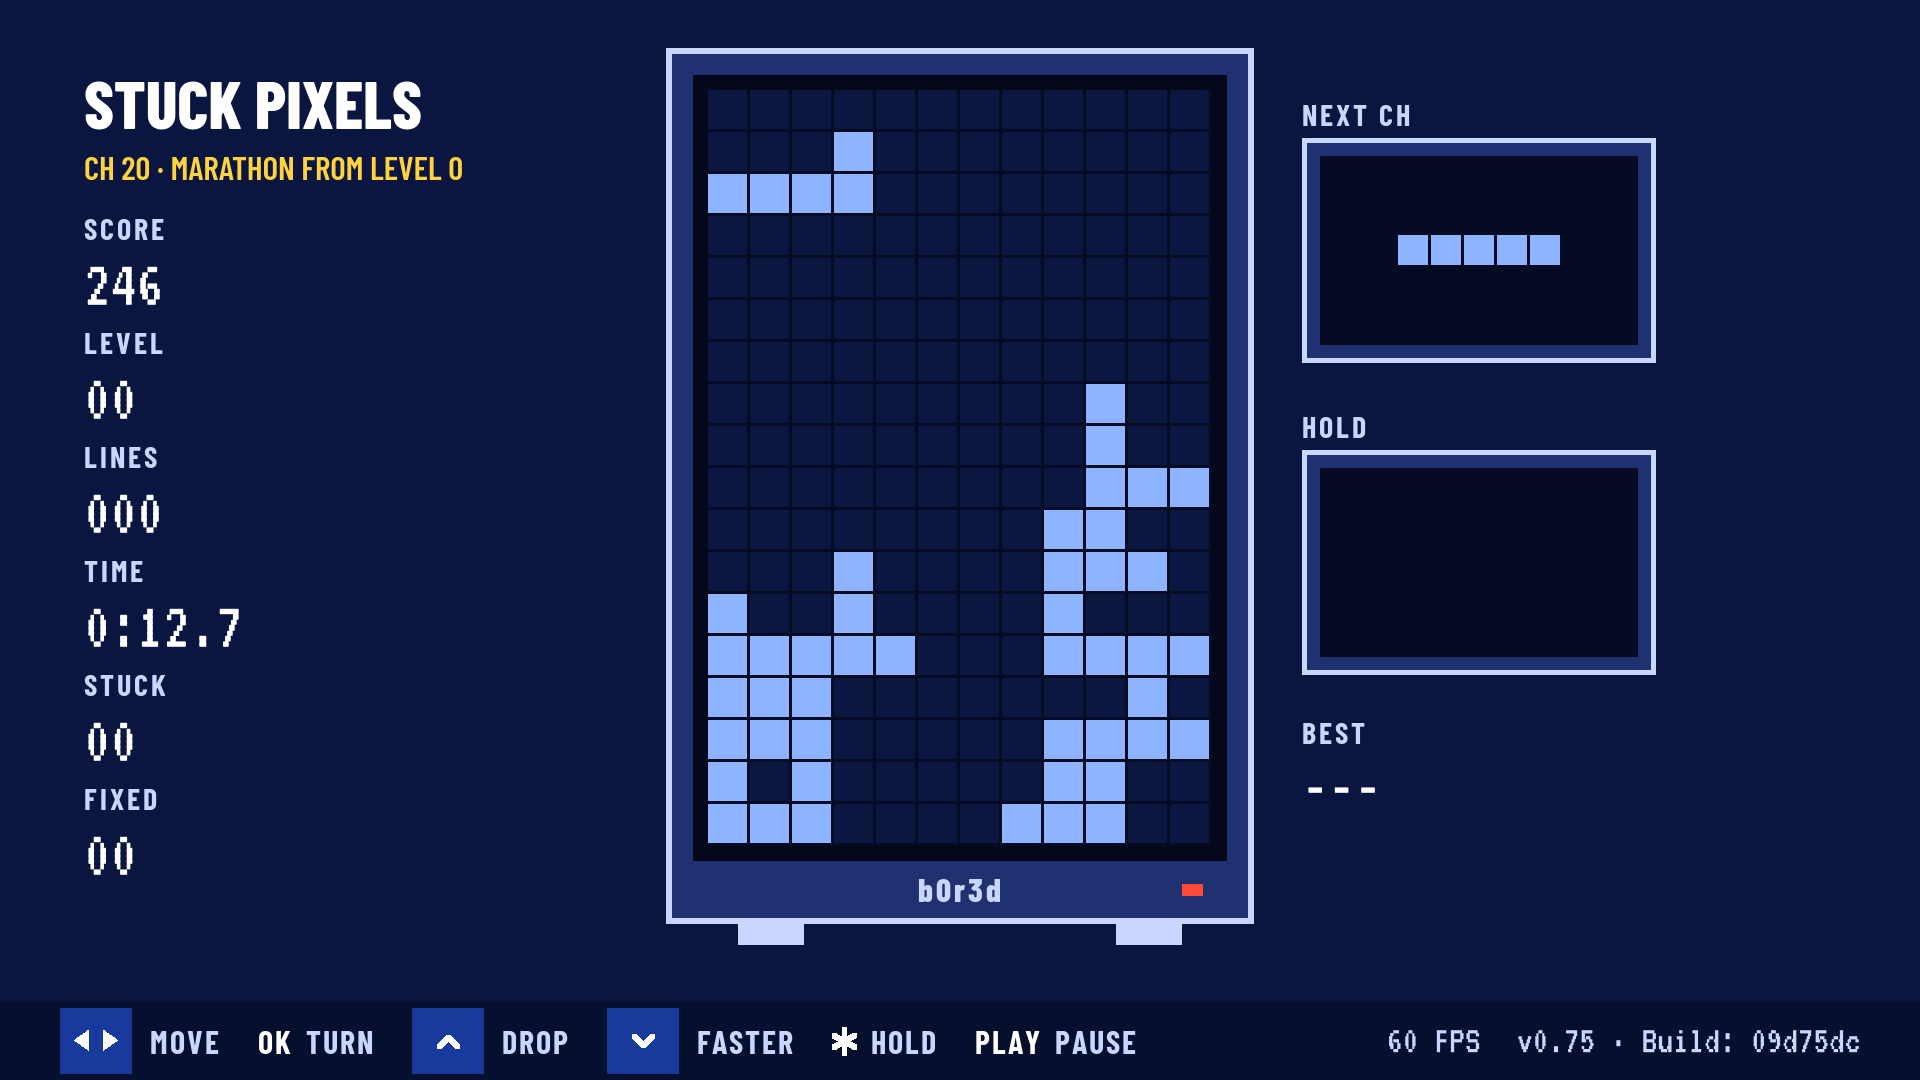 STUCK PIXELS
CH 20 · MARATHON FROM LEVEL 0
SCORE
246
LEVEL
00
LINES
000
TIME
0:12.7
STUCK
00
FIXED
00
b0r3d
NEXT CH
HOLD
BEST
---
MOVE OK TURN DROP FASTER * HOLD PLAY PAUSE
60 FPS v0.75 · Build: 09d75dc